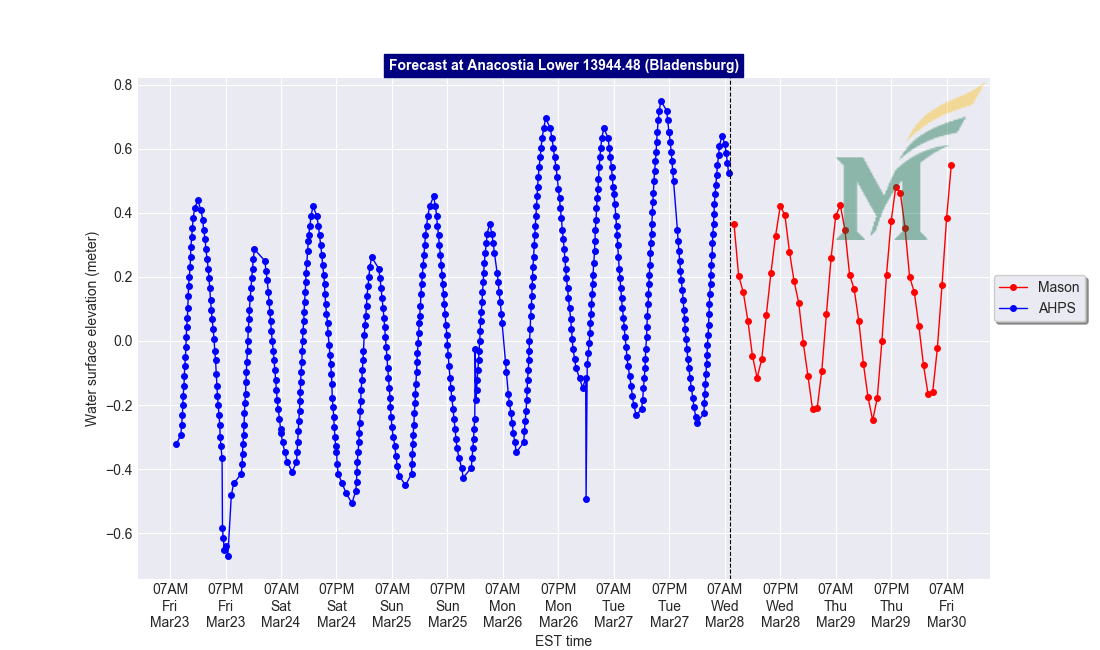 Forecast at Anacostia Lower 13944.48 (Bladensburg)
0.8
0.6
0.4
0.2
0.0
−0.2
−0.4
−0.6
Water surface elevation (meter)
M
Mason
AHPS
07AM 07PM 07AM 07PM 07AM 07PM 07AM 07PM 07AM 07PM 07AM 07PM 07AM 07PM 07AM
Fri Fri Sat Sat Sun Sun Mon Mon Tue Tue Wed Wed Thu Thu Fri
Mar23 Mar23 Mar24 Mar24 Mar25 Mar25 Mar26 Mar26 Mar27 Mar27 Mar28 Mar28 Mar29 Mar29 Mar30
EST time